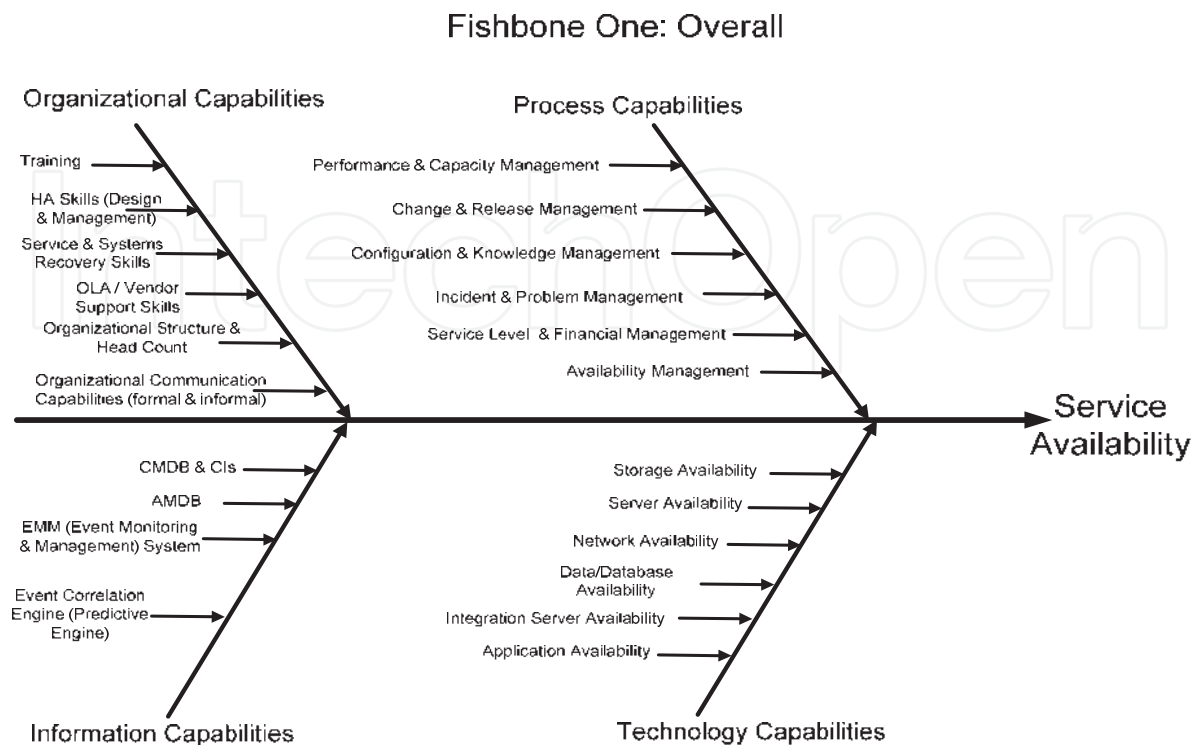 Fishbone One: Overall
Organizational Capabilities
Training
HA Skills (Design
& Management)
Service & Systems
Recovery Skills
OLA / Vendor
Support Skills
Organizational Structure &
Head Count
Organizational Communication
Capabilities (formal & informal)
Process Capabilities
Performance & Capacity Management
Change & Release Management
Configuration & Knowledge Management
Incident & Problem Management
Service Level & Financial Management
Availability Management
Service
Availability
CMDB & CIs
AMDB
EMM (Event Monitoring
& Management) System
Event Correlation
Engine (Predictive
Engine)
Information Capabilities
Storage Availability
Server Availability
Network Availability
Data/Database
Availability
Integration Server Availability
Application Availability
Technology Capabilities
IntechOpen